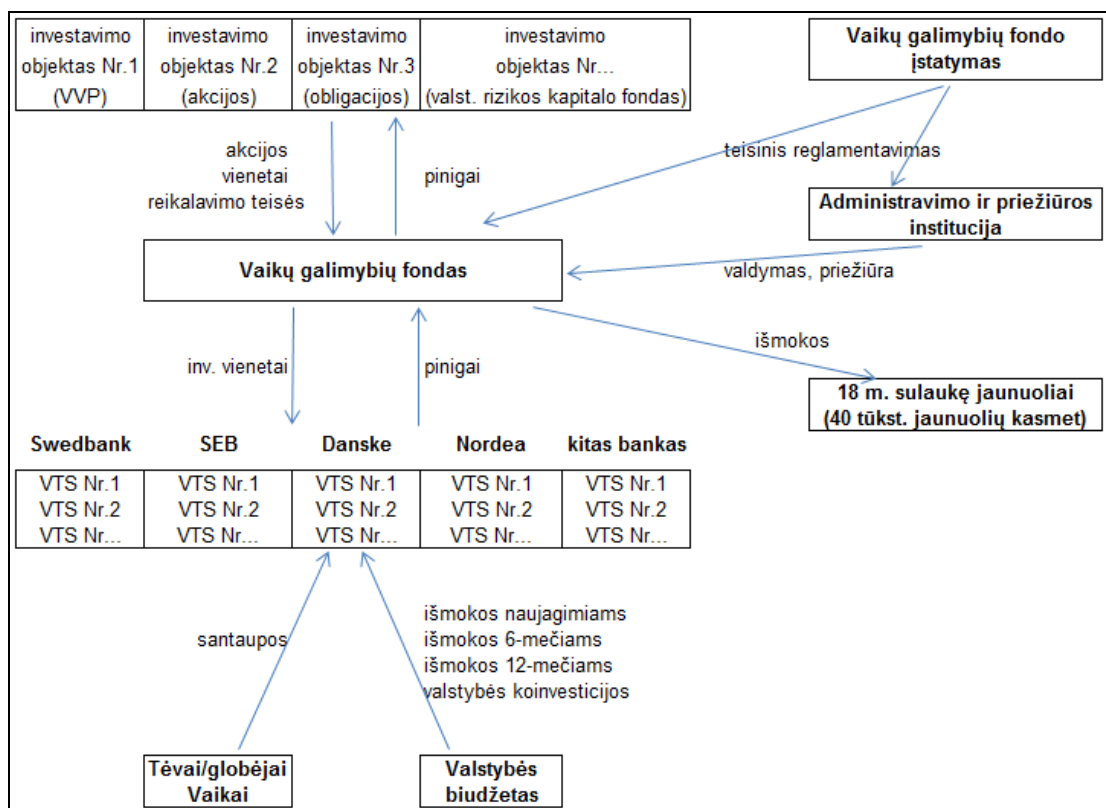 investavimo
objektas Nr.1
(VVP)
investavimo
objektas Nr.2
(akcijos)
investavimo
objektas Nr.3
(obligacijos)
investavimo
objektas Nr...
(valst. rizikos kapitalo fondas)
Vaikų galimybių fondo
įstatymas
akcijos
vienetai
reikalavimo teisės
pinigai
teisinis reglamentavimas
Administravimo ir priežiūros
institucija
Vaikų galimybių fondas
valdymas, priežiūra
inv. vienetai
pinigai
išmokos
18 m. sulaukę jaunuoliai
(40 tūkst. jaunuolių kasmet)
Swedbank
SEB
Danske
Nordea
kitas bankas
VTS Nr.1
VTS Nr.2
VTS Nr...
VTS Nr.1
VTS Nr.2
VTS Nr...
VTS Nr.1
VTS Nr.2
VTS Nr...
VTS Nr.1
VTS Nr.2
VTS Nr...
VTS Nr.1
VTS Nr.2
VTS Nr...
santaupos
išmokos naujagimiams
išmokos 6-mečiams
išmokos 12-mečiams
valstybės koinvesticijos
Tėvai/globėjai
Vaikai
Valstybės
biudžetas